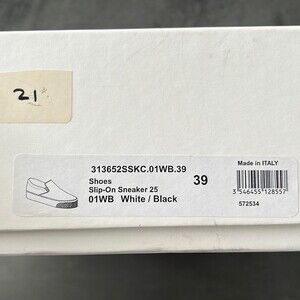 21
313652SSKC.01WB.39
Shoes
Slip-On Sneaker 25
01WB White / Black
39
Made in ITALY
3 546455 128557
572534